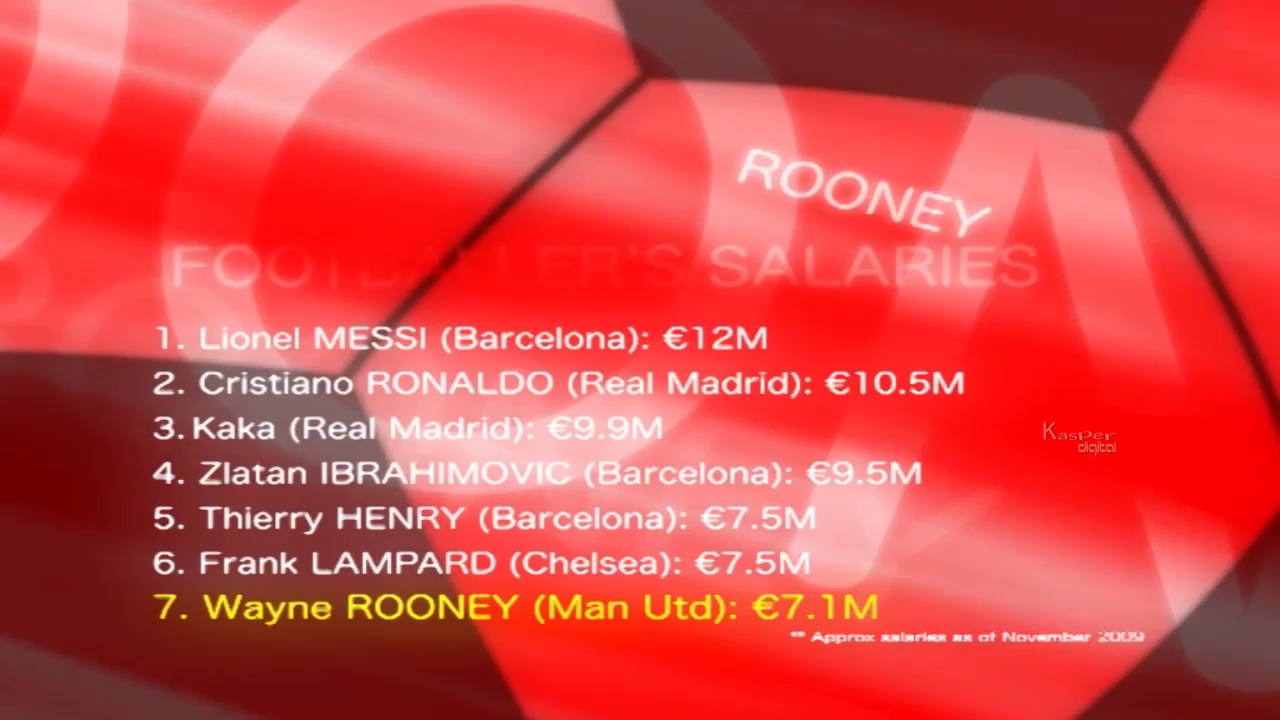 ROONEY
FOOTBALLER'S SALARIES
1. Lionel MESSI (Barcelona): €12M
2. Cristiano RONALDO (Real Madrid): €10.5M
3. Kaka (Real Madrid): €9.9M
4. Zlatan IBRAHIMOVIC (Barcelona): €9.5M
5. Thierry HENRY (Barcelona): €7.5M
6. Frank LAMPARD (Chelsea): €7.5M
7. Wayne ROONEY (Man Utd): €7.1M
** Approx salaries as of November 2009
KasPer
digital